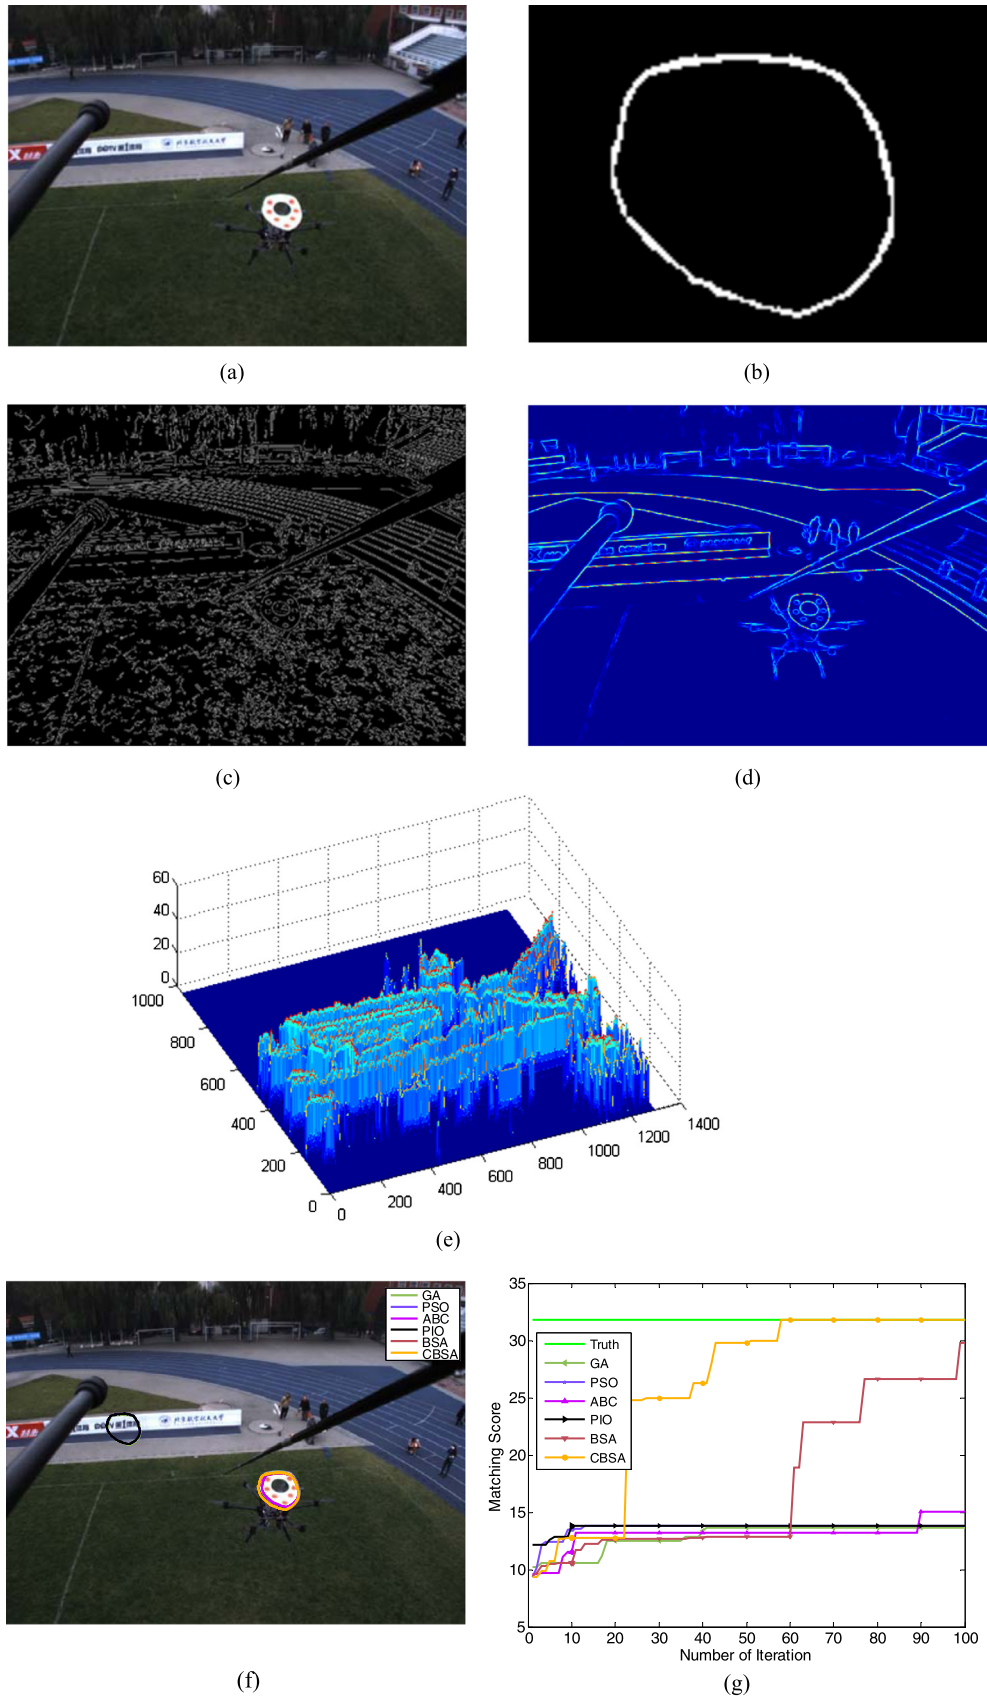 (a)
(b)
(c)
(d)
60
40
20
0
1000
800
600
400
200
0
0
200
400
600
800
1000
1200
1400
(e)
GA
PSO
ABC
PIO
BSA
CBSA
(f)
35
30
25
20
15
10
5
Matching Score
Truth
GA
PSO
ABC
PIO
BSA
CBSA
0 10 20 30 40 50 60 70 80 90 100
Number of Iteration
(g)